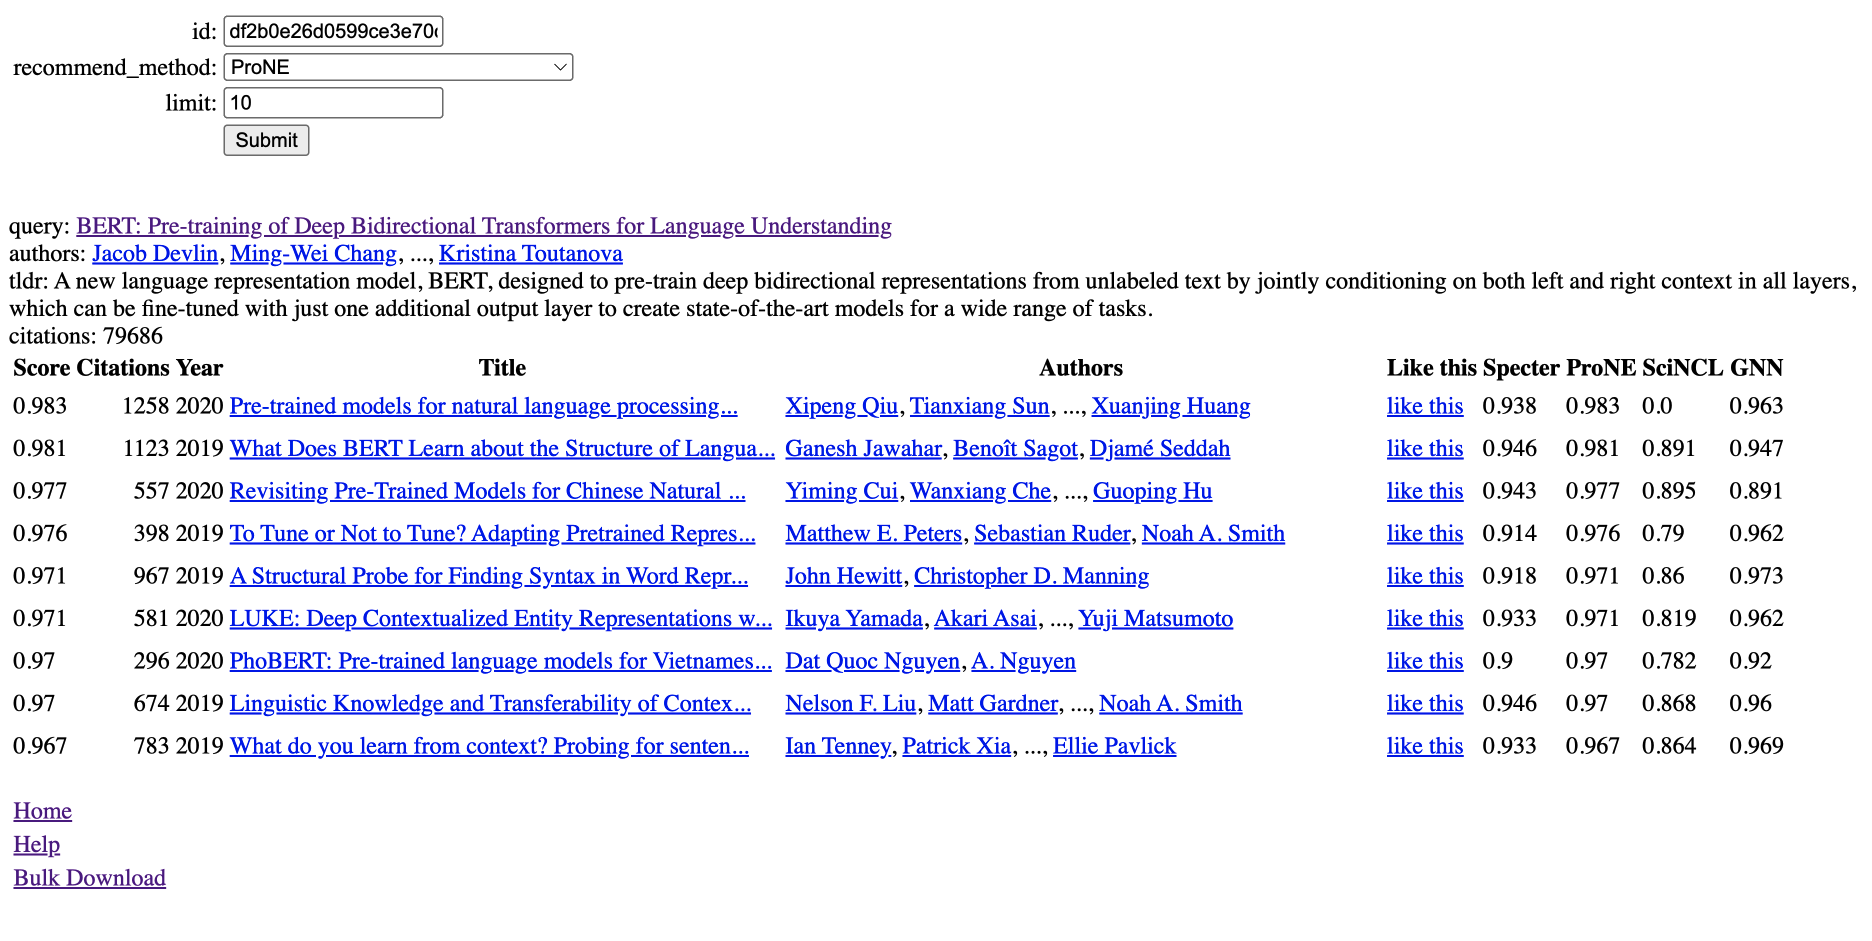 id: df2b0e26d0599ce3e70
recommend_method: ProNE
limit: 10
Submit
query: BERT: Pre-training of Deep Bidirectional Transformers for Language Understanding
authors: Jacob Devlin, Ming-Wei Chang, ..., Kristina Toutanova
tldr: A new language representation model, BERT, designed to pre-train deep bidirectional representations from unlabeled text by jointly conditioning on both left and right context in all layers,
which can be fine-tuned with just one additional output layer to create state-of-the-art models for a wide range of tasks.
citations: 79686
Score Citations Year Title Authors Like this Specter ProNE SciNCL GNN
0.983 1258 2020 Pre-trained models for natural language processing... Xipeng Qiu, Tianxiang Sun, ..., Xuanjing Huang like this 0.938 0.983 0.0 0.963
0.981 1123 2019 What Does BERT Learn about the Structure of Langua... Ganesh Jawahar, Benoît Sagot, Djamé Seddah like this 0.946 0.981 0.891 0.947
0.977 557 2020 Revisiting Pre-Trained Models for Chinese Natural ... Yiming Cui, Wanxiang Che, ..., Guoping Hu like this 0.943 0.977 0.895 0.891
0.976 398 2019 To Tune or Not to Tune? Adapting Pretrained Repres... Matthew E. Peters, Sebastian Ruder, Noah A. Smith like this 0.914 0.976 0.79 0.962
0.971 967 2019 A Structural Probe for Finding Syntax in Word Repr... John Hewitt, Christopher D. Manning like this 0.918 0.971 0.86 0.973
0.971 581 2020 LUKE: Deep Contextualized Entity Representations w... Ikuya Yamada, Akari Asai, ..., Yuji Matsumoto like this 0.933 0.971 0.819 0.962
0.97 296 2020 PhoBERT: Pre-trained language models for Vietnames... Dat Quoc Nguyen, A. Nguyen like this 0.9 0.97 0.782 0.92
0.97 674 2019 Linguistic Knowledge and Transferability of Contex... Nelson F. Liu, Matt Gardner, ..., Noah A. Smith like this 0.946 0.97 0.868 0.96
0.967 783 2019 What do you learn from context? Probing for senten... Ian Tenney, Patrick Xia, ..., Ellie Pavlick like this 0.933 0.967 0.864 0.969
Home
Help
Bulk Download